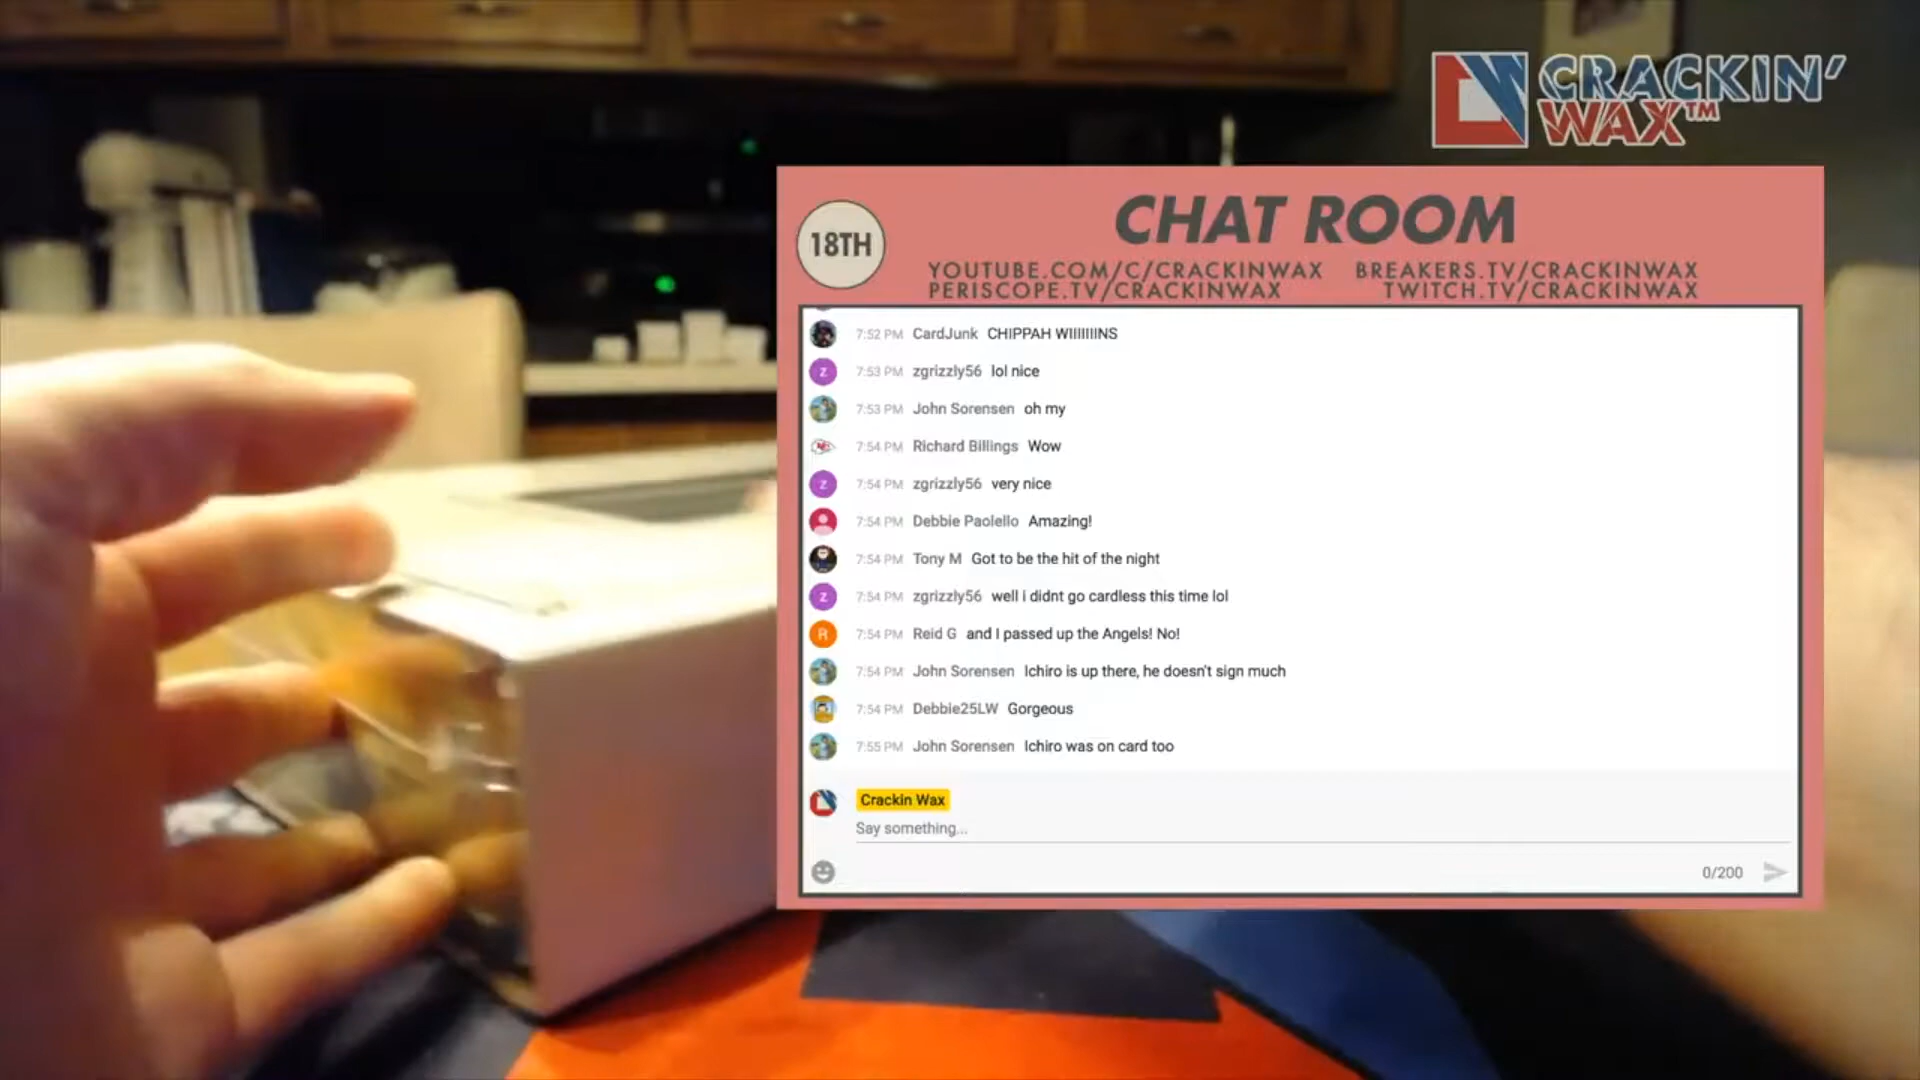 CRACKIN'
WAX™
18TH
CHAT ROOM
YOUTUBE.COM/C/CRACKINWAX BREAKERS.TV/CRACKINWAX
PERISCOPE.TV/CRACKINWAX TWITCH.TV/CRACKINWAX
7:52 PM CardJunk CHIPPAH WIIIIIIINS
Z 7:53 PM zgrizzly56 lol nice
7:53 PM John Sorensen oh my
7:54 PM Richard Billings Wow
Z 7:54 PM zgrizzly56 very nice
7:54 PM Debbie Paolello Amazing!
7:54 PM Tony M Got to be the hit of the night
Z 7:54 PM zgrizzly56 well i didnt go cardless this time lol
R 7:54 PM Reid G and I passed up the Angels! No!
7:54 PM John Sorensen Ichiro is up there, he doesn't sign much
7:54 PM Debbie25LW Gorgeous
7:55 PM John Sorensen Ichiro was on card too
Crackin Wax
Say something...
0/200